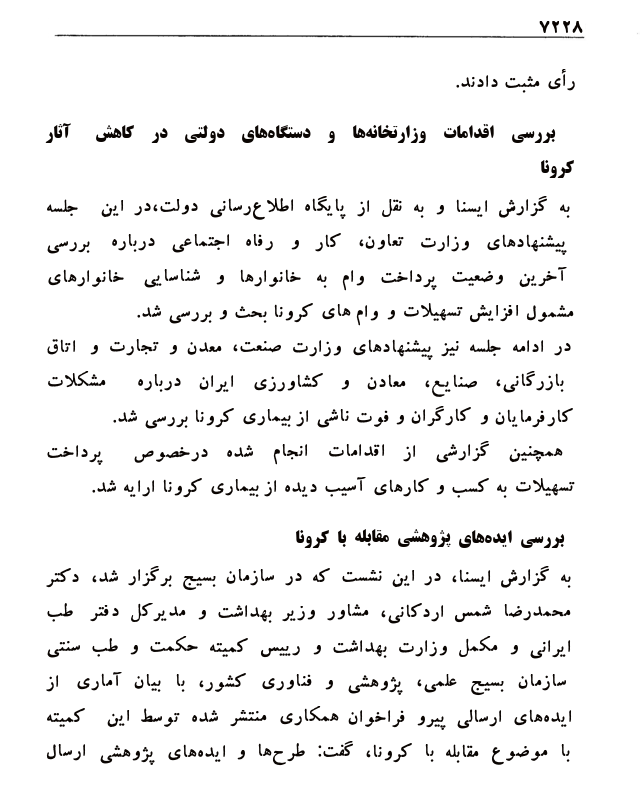 ۷۲۲۸
رأی مثبت دادند.
بررسی اقدامات وزارتخانه‌ها و دستگاه‌های دولتی در کاهش آثار
کرونا
به گزارش ایسنا و به نقل از پایگاه اطلاع‌رسانی دولت،در این جلسه
پیشنهادهای وزارت تعاون، کار و رفاه اجتماعی درباره بررسی
آخرین وضعیت پرداخت وام به خانوارها و شناسایی خانوارهای
مشمول افزایش تسهیلات و وام های کرونا بحث و بررسی شد.
در ادامه جلسه نیز پیشنهادهای وزارت صنعت، معدن و تجارت و اتاق
بازرگانی، صنایع، معادن و کشاورزی ایران درباره مشکلات
کارفرمایان و کارگران و فوت ناشی از بیماری کرونا بررسی شد.
همچنین گزارشی از اقدامات انجام شده درخصوص پرداخت
تسهیلات به کسب و کارهای آسیب دیده از بیماری کرونا ارایه شد.
بررسی ایده‌های پژوهشی مقابله با کرونا
به گزارش ایسنا، در این نشست که در سازمان بسیج برگزار شد، دکتر
محمدرضا شمس اردکانی، مشاور وزیر بهداشت و مدیرکل دفتر طب
ایرانی و مکمل وزارت بهداشت و رییس کمیته حکمت و طب سنتی
سازمان بسیج علمی، پژوهشی و فناوری کشور، با بیان آماری از
ایده‌های ارسالی پیرو فراخوان همکاری منتشر شده توسط این کمیته
با موضوع مقابله با کرونا، گفت: طرح‌ها و ایده‌های پژوهشی ارسال